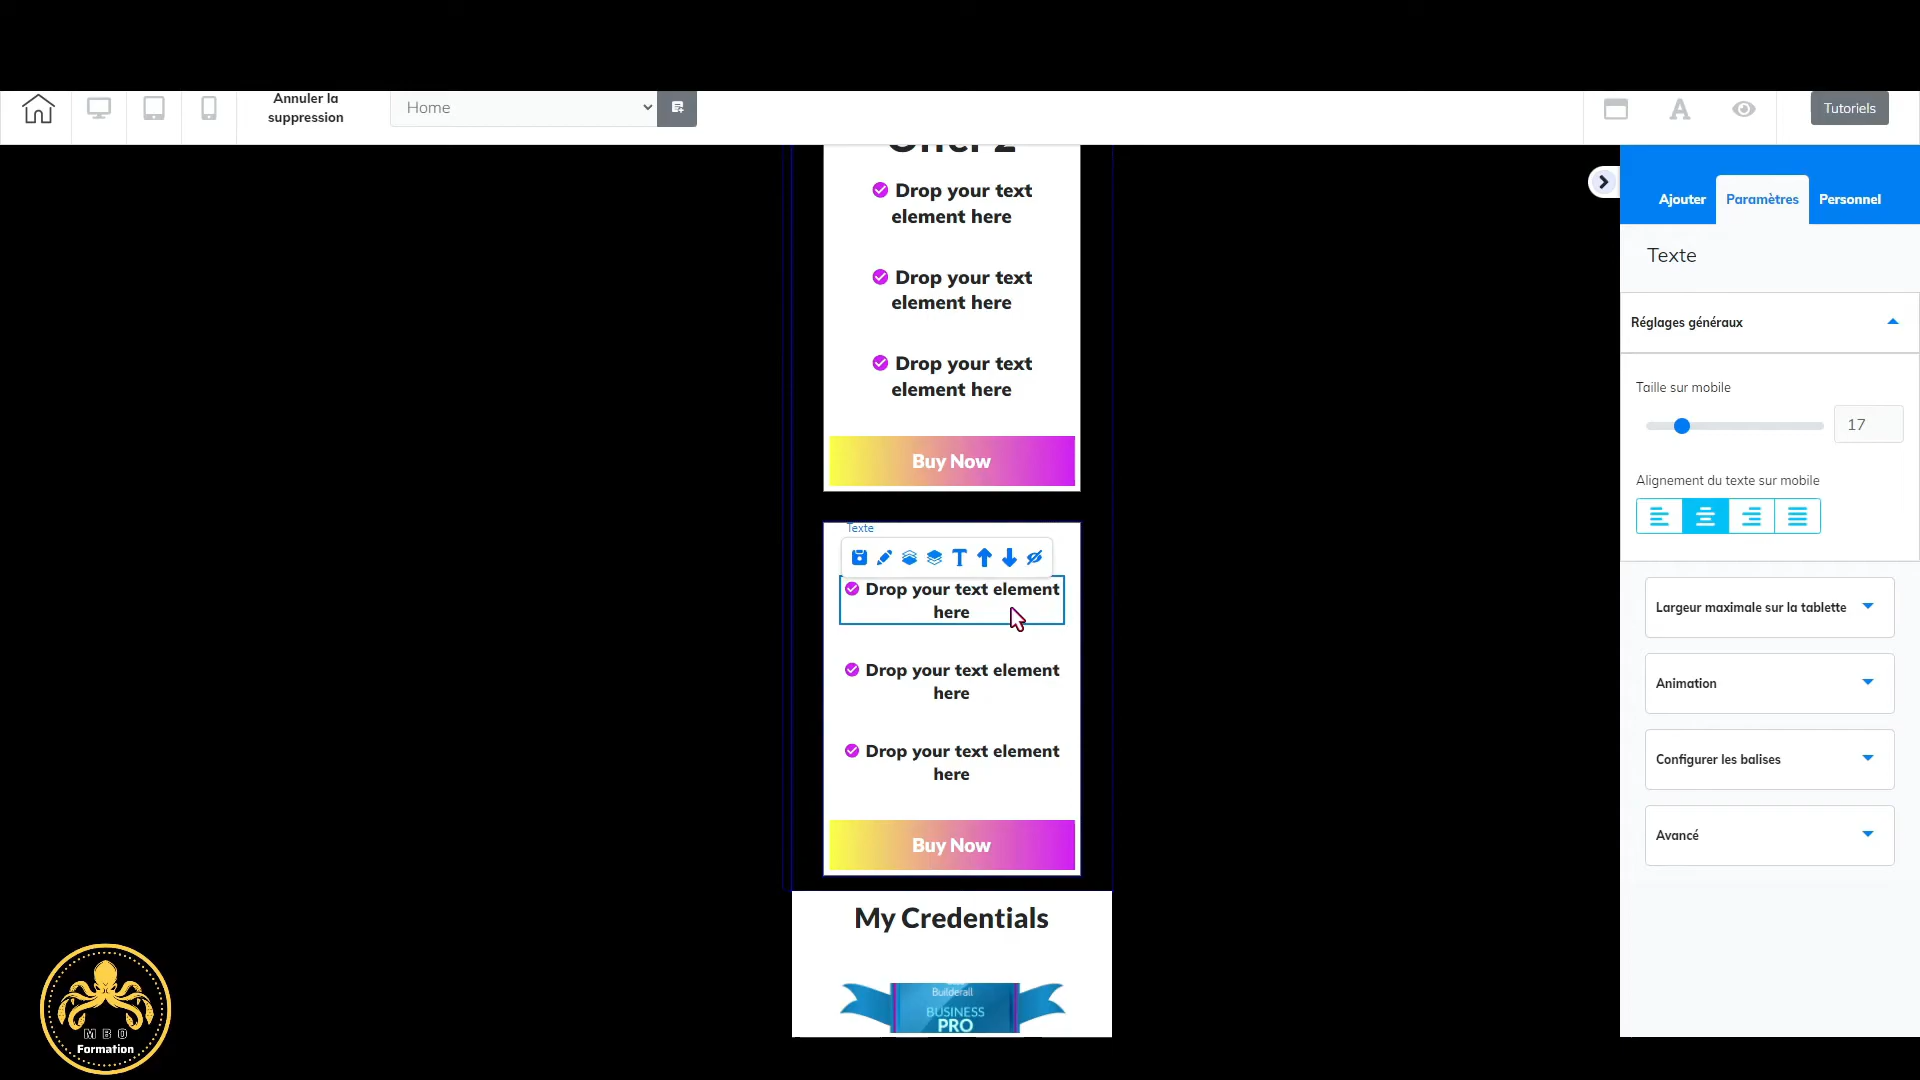 Annuler la
suppression
Home
Tutoriels
Offer 2
Drop your text
element here
Drop your text
element here
Drop your text
element here
Buy Now
Texte
Drop your text element
here
Drop your text element
here
Drop your text element
here
Buy Now
My Credentials
Builderall
BUSINESS
PRO
Ajouter
Paramètres
Personnel
Texte
Réglages généraux
Taille sur mobile
17
Alignement du texte sur mobile
Largeur maximale sur la tablette
Animation
Configurer les balises
Avancé
MBO
Formation